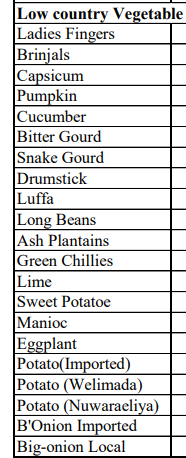 Low country Vegetable
Ladies Fingers
Brinjals
Capsicum
Pumpkin
Cucumber
Bitter Gourd
Snake Gourd
Drumstick
Luffa
Long Beans
Ash Plantains
Green Chillies
Lime
Sweet Potatoe
Manioc
Eggplant
Potato(Imported)
Potato (Welimada)
Potato (Nuwaraeliya)
B'Onion Imported
Big-onion Local